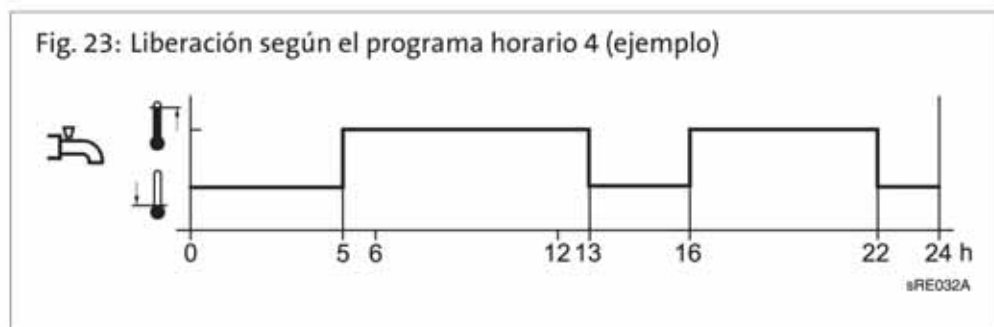 Fig. 23: Liberación según el programa horario 4 (ejemplo)
0 5 6 12 13 16 22 24 h
sRE032A